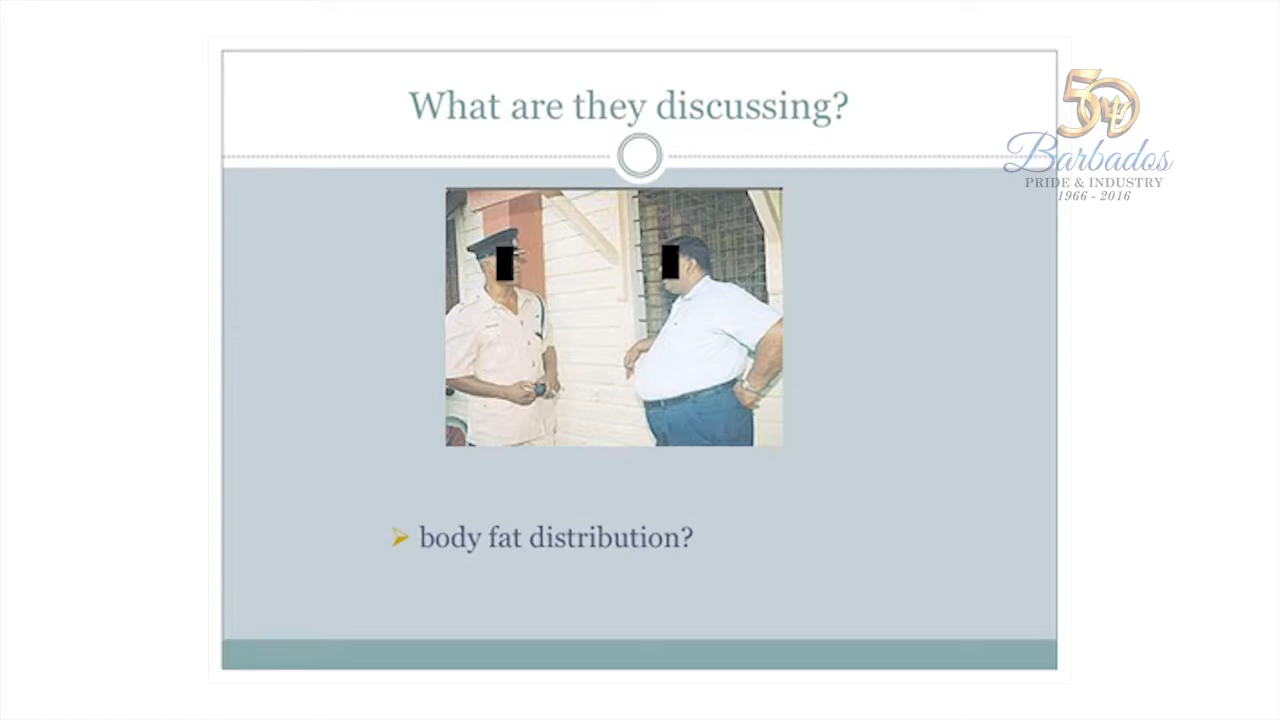 What are they discussing?
50
Barbados
PRIDE & INDUSTRY
1966 - 2016
body fat distribution?